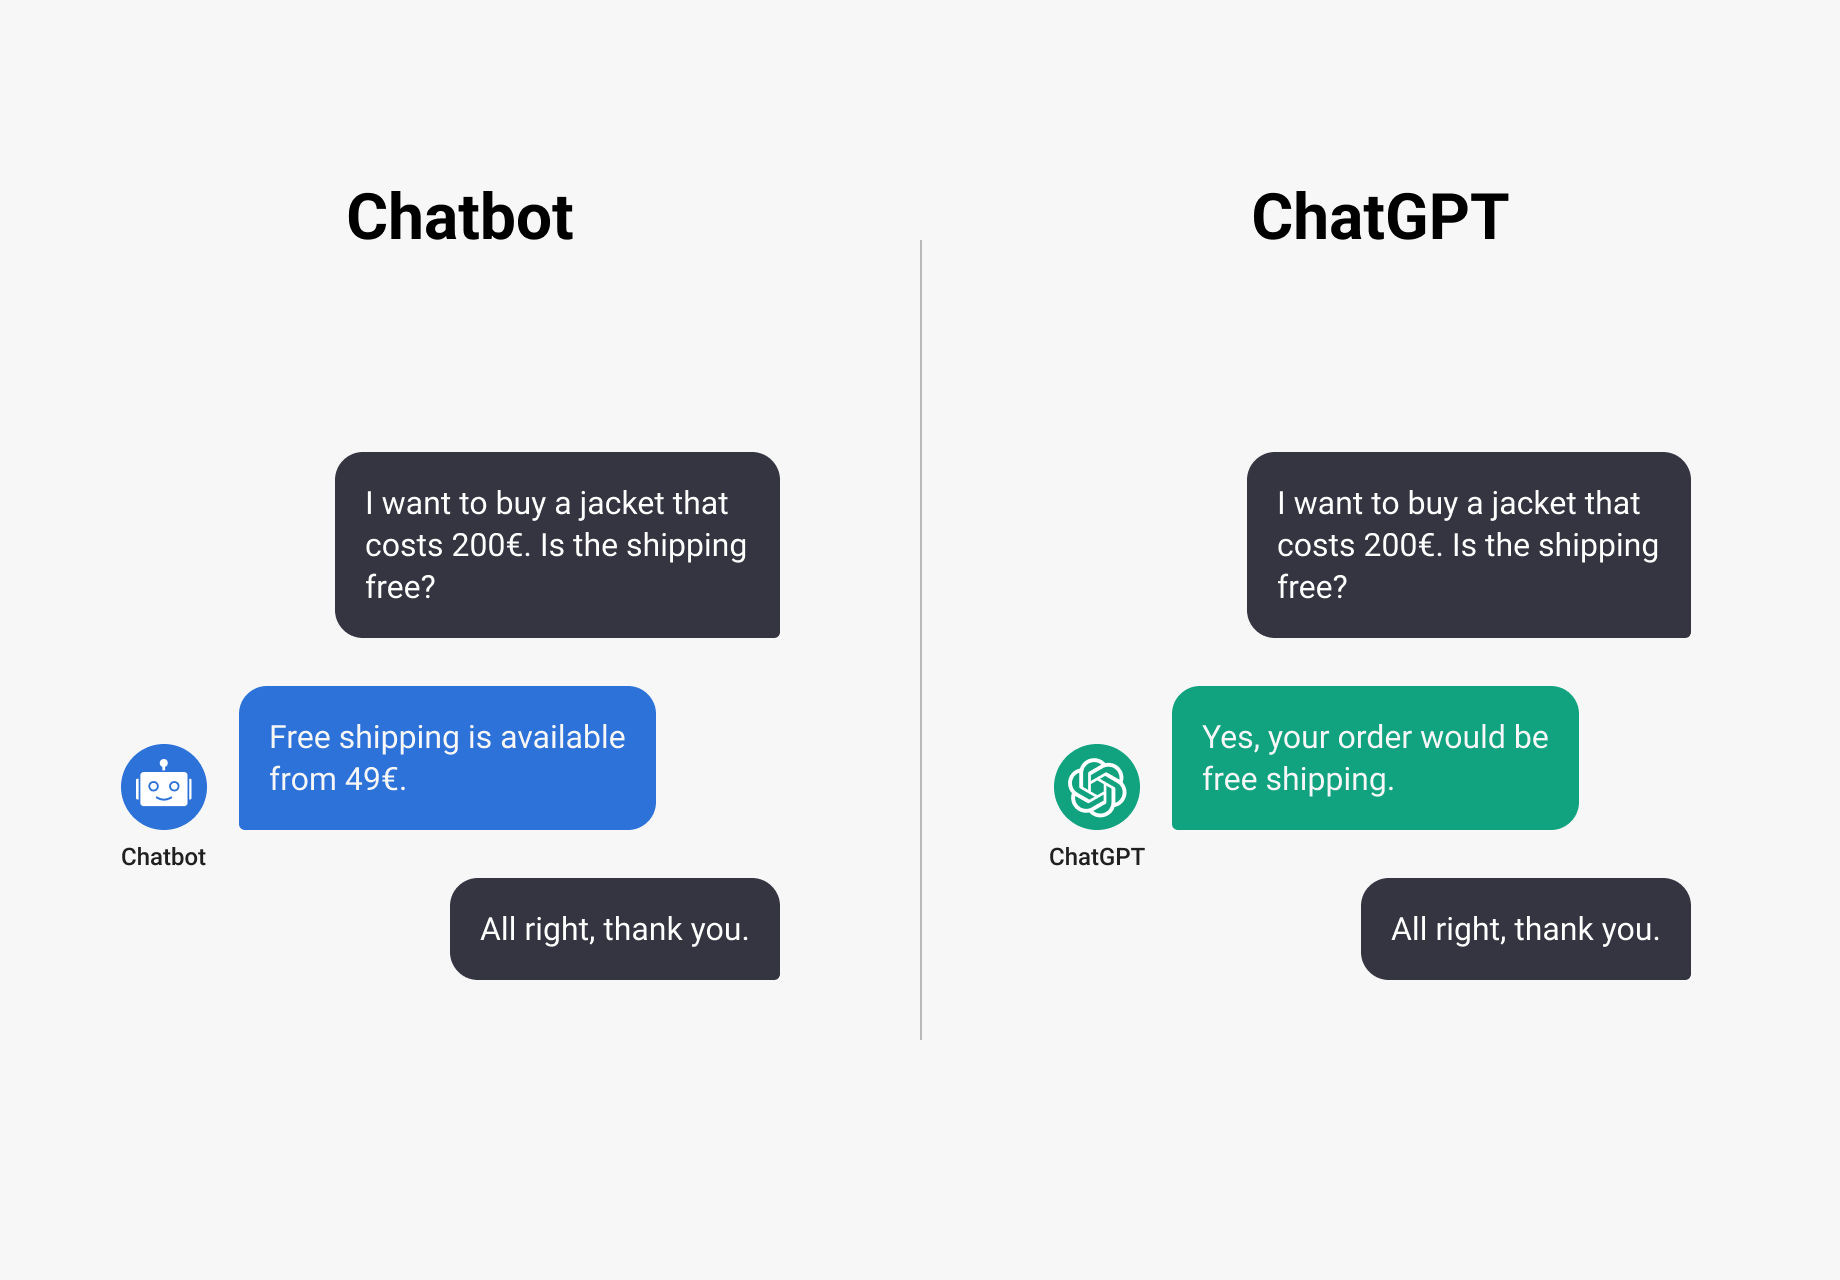 Chatbot
I want to buy a jacket that
costs 200€. Is the shipping
free?
Free shipping is available
from 49€.
Chatbot
All right, thank you.
ChatGPT
I want to buy a jacket that
costs 200€. Is the shipping
free?
Yes, your order would be
free shipping.
ChatGPT
All right, thank you.